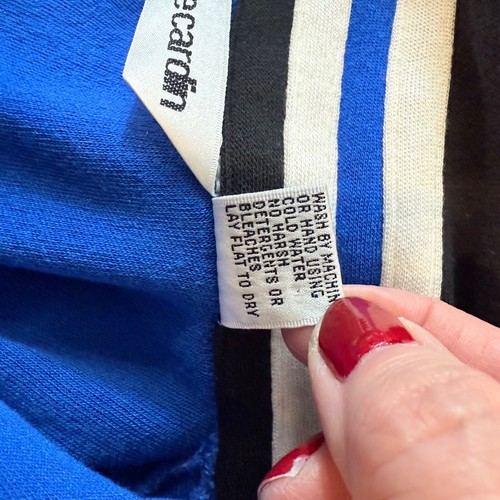 ecardin
WASH BY MACHIN
OR HAND USING
COLD WATER
NO HARSH
DETERGENTS OR
BLEACHES
LAY FLAT TO DRY